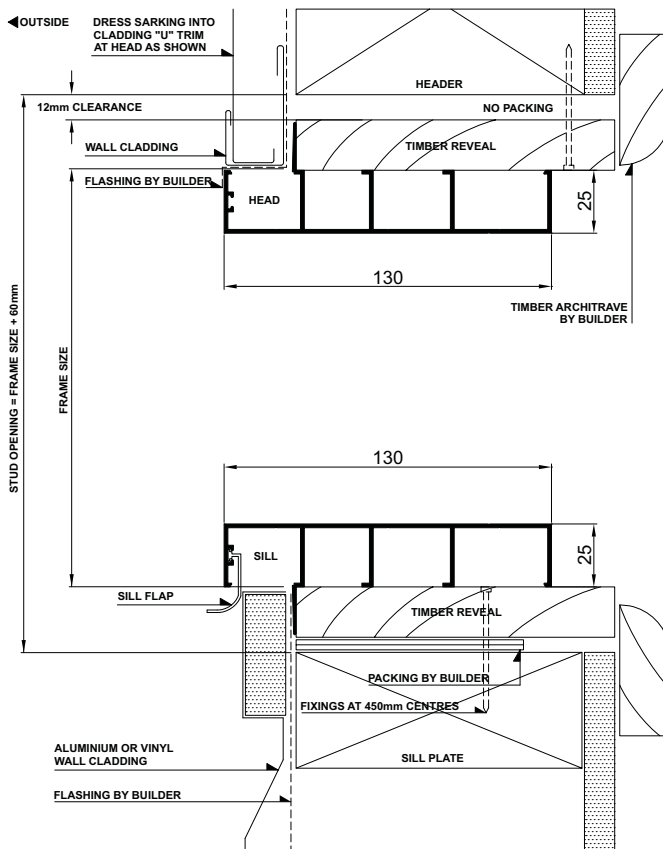 OUTSIDE
DRESS SARKING INTO
CLADDING "U" TRIM
AT HEAD AS SHOWN
HEADER
12mm CLEARANCE
NO PACKING
WALL CLADDING
TIMBER REVEAL
FLASHING BY BUILDER
HEAD
25
130
TIMBER ARCHITRAVE
BY BUILDER
STUD OPENING = FRAME SIZE + 60mm
FRAME SIZE
130
SILL
25
SILL FLAP
TIMBER REVEAL
PACKING BY BUILDER
FIXINGS AT 450mm CENTRES
ALUMINIUM OR VINYL
WALL CLADDING
SILL PLATE
FLASHING BY BUILDER